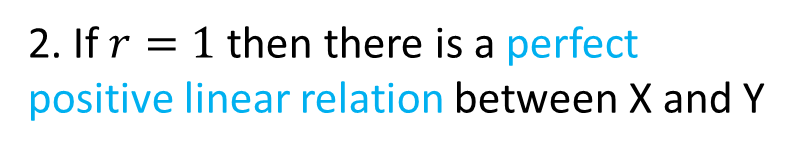 2. If r = 1 then there is a perfect
positive linear relation between X and Y